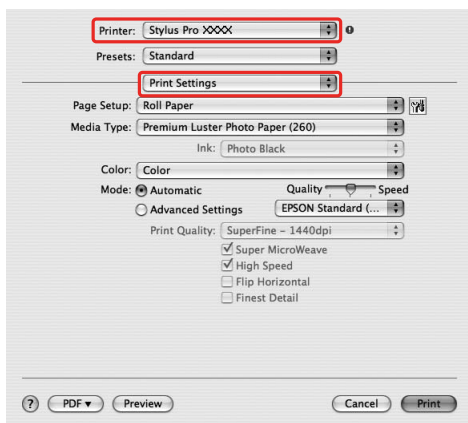 Printer: Stylus Pro XXXX
Presets: Standard
Print Settings
Page Setup: Roll Paper
Media Type: Premium Luster Photo Paper (260)
Ink: Photo Black
Color: Color
Mode: Automatic Quality Speed
Advanced Settings EPSON Standard (...
Print Quality: SuperFine - 1440dpi
Super MicroWeave
High Speed
Flip Horizontal
Finest Detail
? PDF Preview Cancel Print